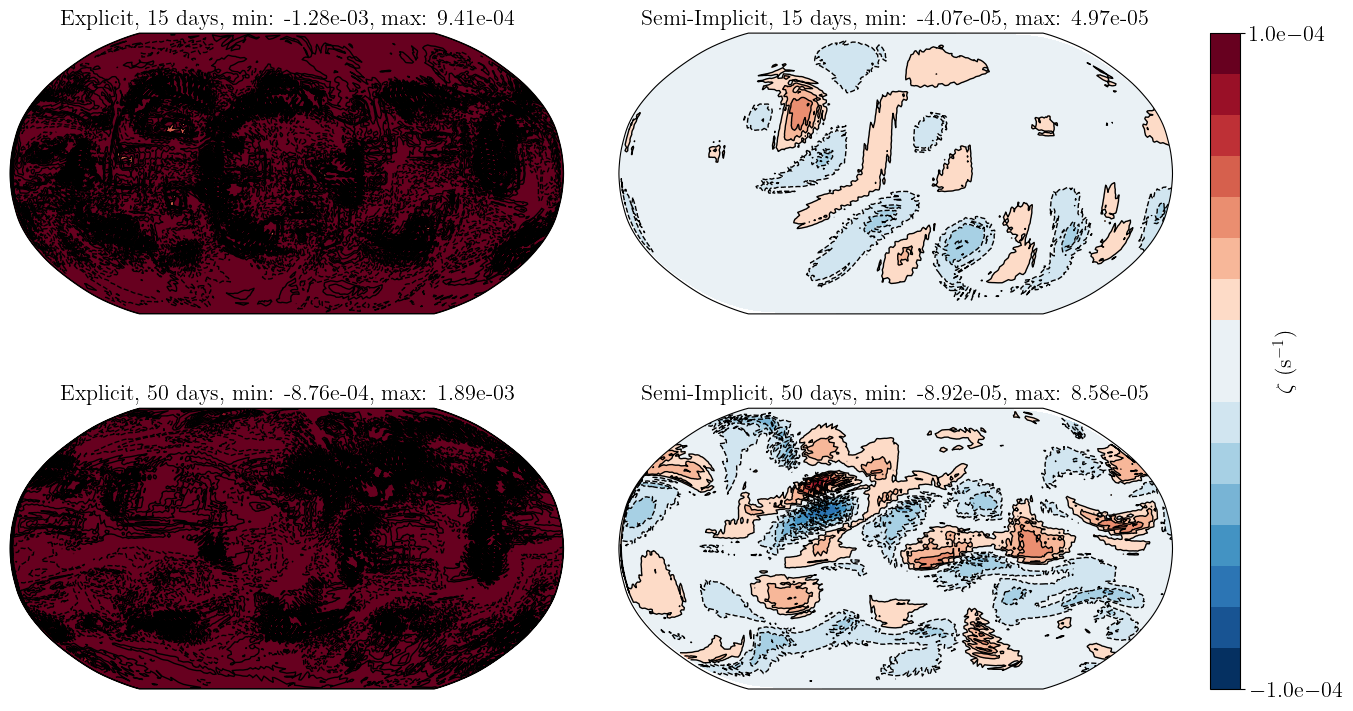 Explicit, 15 days, min: -1.28e-03, max: 9.41e-04
Semi-Implicit, 15 days, min: -4.07e-05, max: 4.97e-05
1.0e−04
ζ (s⁻¹)
Explicit, 50 days, min: -8.76e-04, max: 1.89e-03
Semi-Implicit, 50 days, min: -8.92e-05, max: 8.58e-05
−1.0e−04